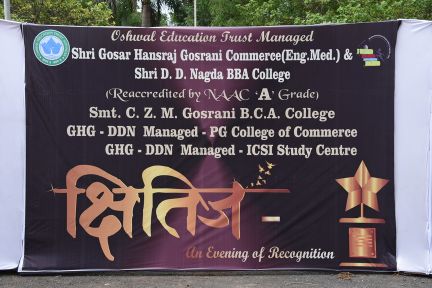 Oshwal Education Trust Managed
Shri Gosar Hansraj Gosrani Commerce(Eng.Med.) &
Shri D. D. Nagda BBA College
(Reaccredited by NAAC 'A' Grade)
Smt. C. Z. M. Gosrani B.C.A. College
GHG - DDN Managed - PG College of Commerce
GHG - DDN Managed - ICSI Study Centre
क्षितिज -
An Evening of Recognition